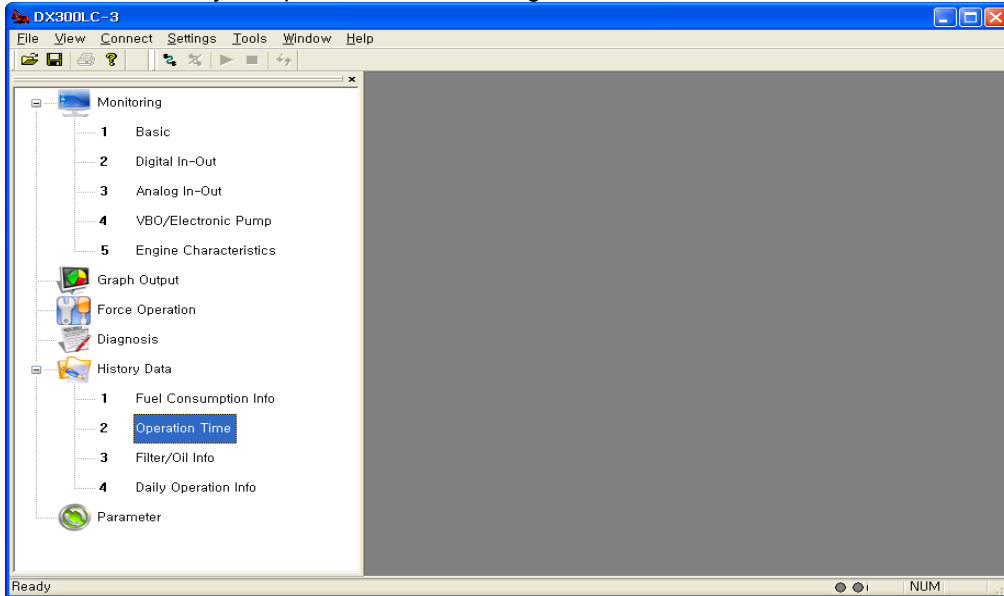 DX300LC-3
File View Connect Settings Tools Window Help
Monitoring
1 Basic
2 Digital In-Out
3 Analog In-Out
4 VBO/Electronic Pump
5 Engine Characteristics
Graph Output
Force Operation
Diagnosis
History Data
1 Fuel Consumption Info
2 Operation Time
3 Filter/Oil Info
4 Daily Operation Info
Parameter
Ready NUM